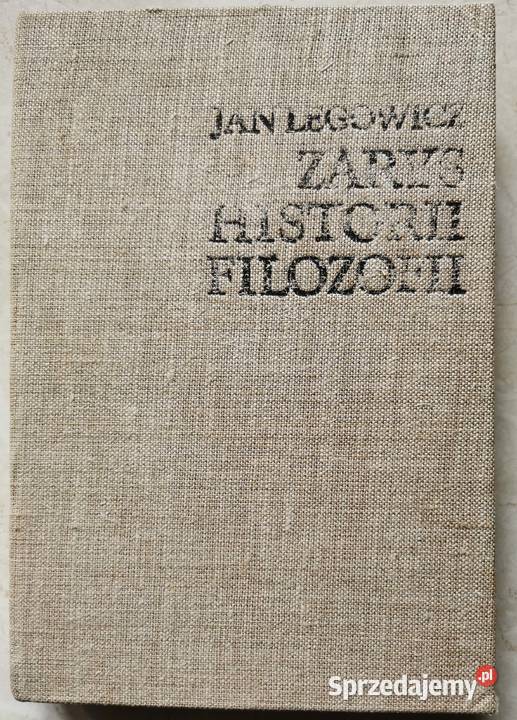 JAN LEGOWICZ
ZARYS
HISTORII
FILOZOFII
Sprzedajemy.pl